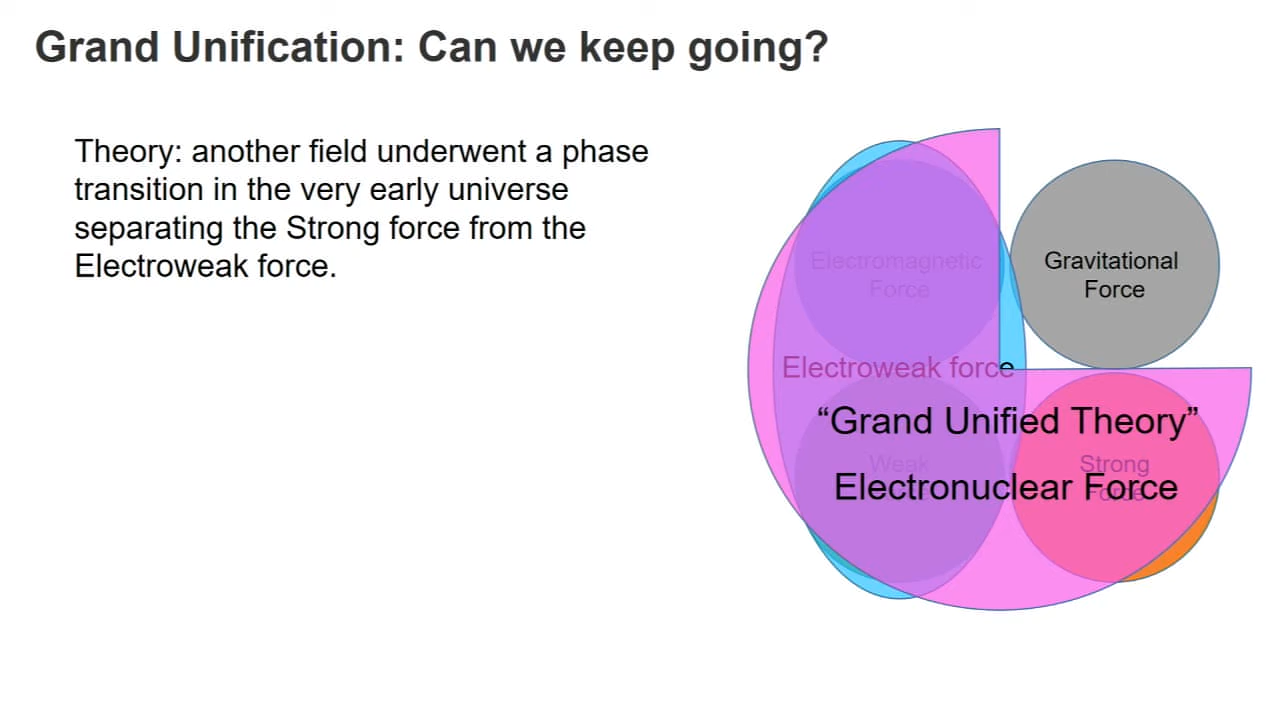 Grand Unification: Can we keep going?
Theory: another field underwent a phase
transition in the very early universe
separating the Strong force from the
Electroweak force.
Electromagnetic
Force
Gravitational
Force
Electroweak force
“Grand Unified Theory”
Weak
Strong
Force
Electronuclear Force